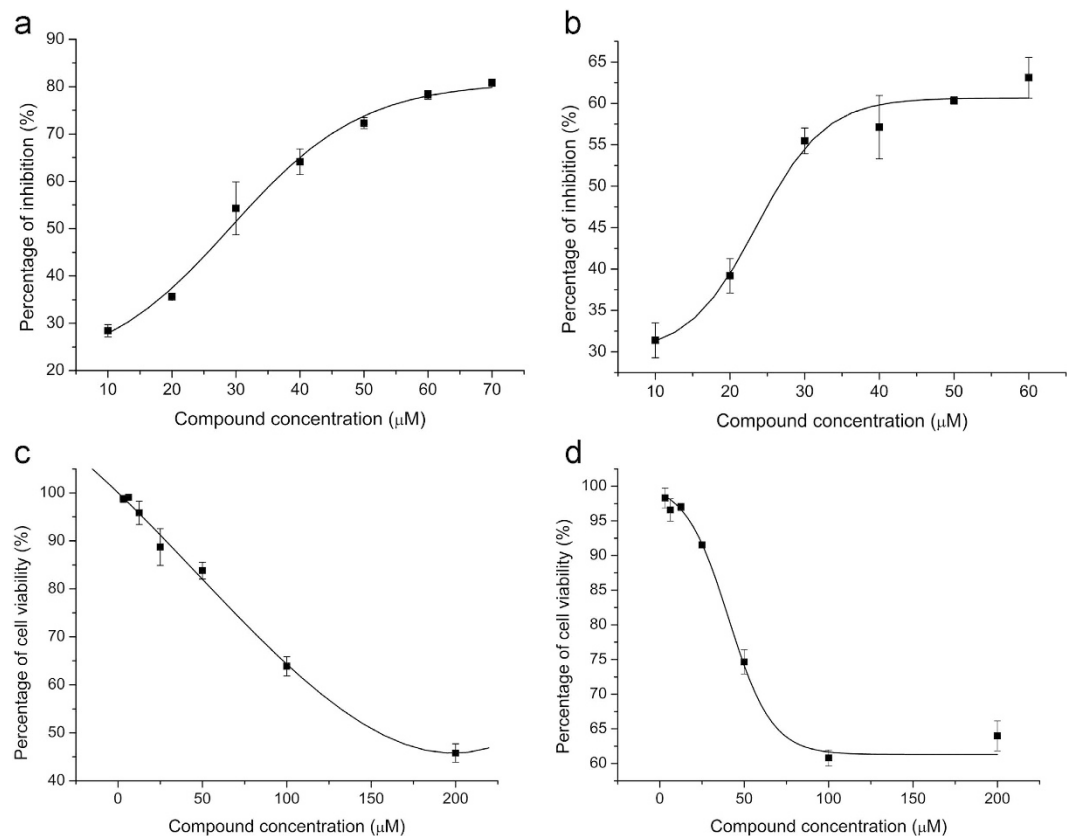 a
90
80
70
60
50
40
30
20
Percentage of inhibition (%)
10 20 30 40 50 60 70
Compound concentration (μM)
b
65
60
55
50
45
40
35
30
Percentage of inhibition (%)
10 20 30 40 50 60
Compound concentration (μM)
c
100
90
80
70
60
50
40
Percentage of cell viability (%)
0 50 100 150 200
Compound concentration (μM)
d
100
95
90
85
80
75
70
65
60
Percentage of cell viability (%)
0 50 100 150 200
Compound concentration (μM)